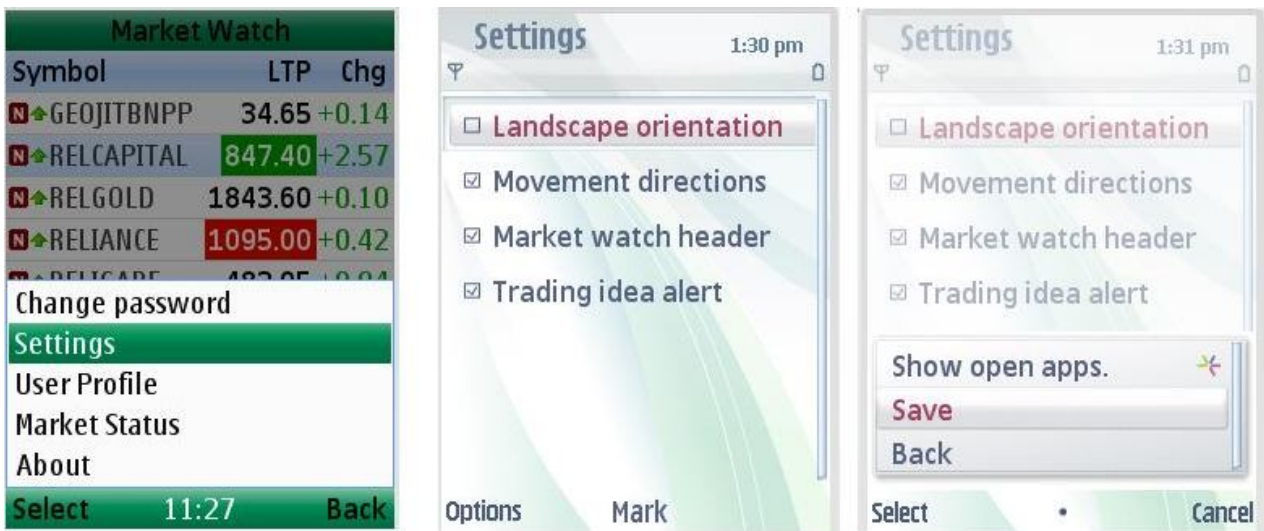 Market Watch
Symbol LTP Chg
N GEOJITBNPP 34.65 +0.14
N RELCAPITAL 847.40 +2.57
N RELGOLD 1843.60 +0.10
N RELIANCE 1095.00 +0.42
Change password
Settings
User Profile
Market Status
About
Select 11:27 Back
Settings 1:30 pm
Landscape orientation
Movement directions
Market watch header
Trading idea alert
Options Mark
Settings 1:31 pm
Landscape orientation
Movement directions
Market watch header
Trading idea alert
Show open apps.
Save
Back
Select Cancel